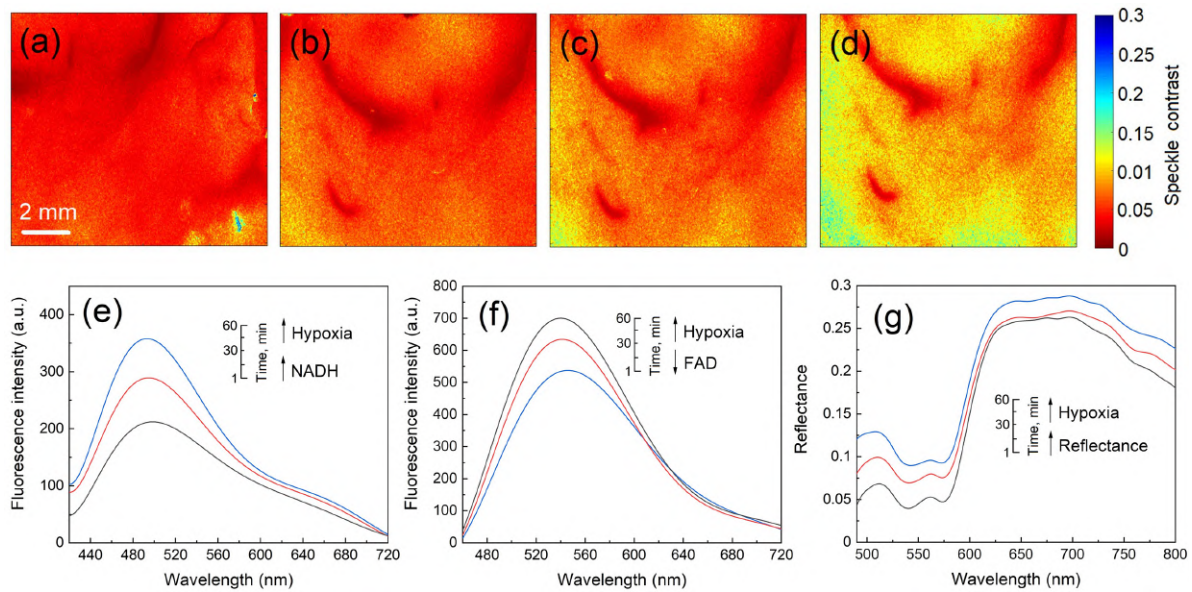 (a)
2 mm
(b)
(c)
(d)
0.3
0.25
0.2
0.15
0.1
0.05
0
Speckle contrast
(e)
Fluorescence intensity (a.u.)
400
300
200
100
0
60
30
1
Time, min
Hypoxia
NADH
440 480 520 560 600 640 680 720
Wavelength (nm)
(f)
Fluorescence intensity (a.u.)
800
700
600
500
400
300
200
100
0
60
30
1
Time, min
Hypoxia
FAD
480 520 560 600 640 680 720
Wavelength (nm)
(g)
Reflectance
0.3
0.25
0.20
0.15
0.1
0.05
0
60
30
1
Time, min
Hypoxia
Reflectance
500 550 600 650 700 750 800
Wavelength (nm)